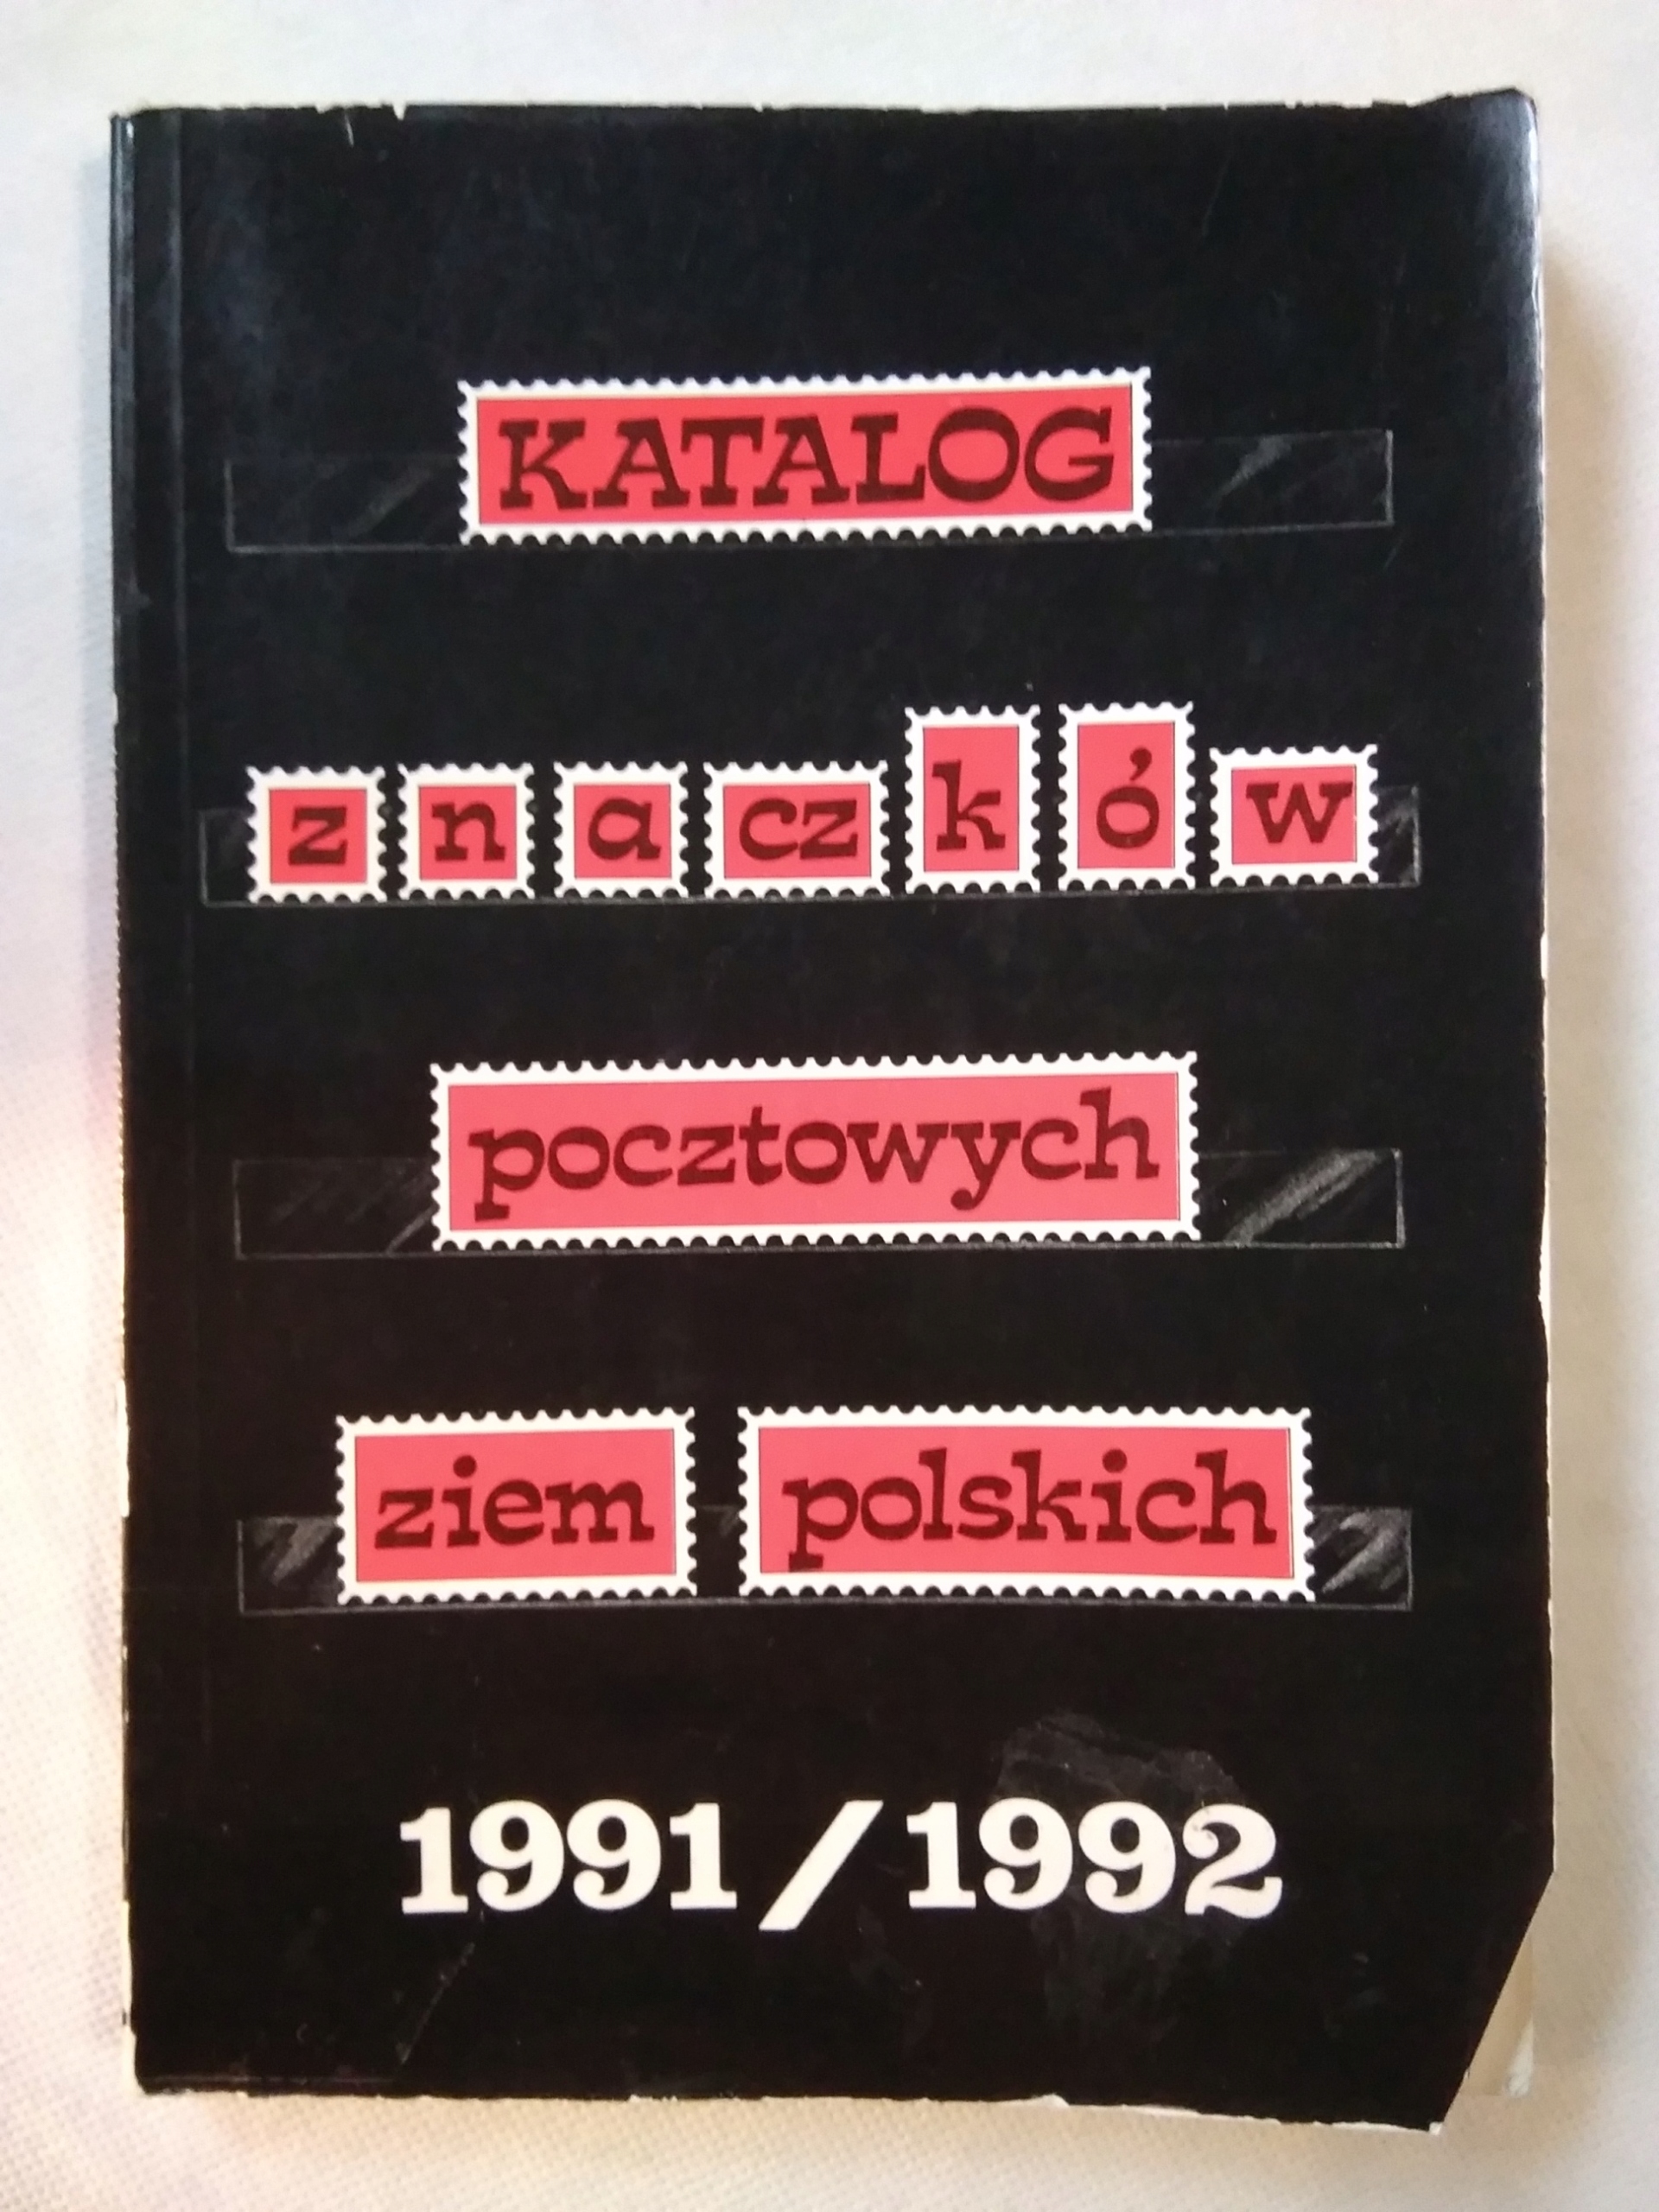 KATALOG
znaczków
pocztowych
ziem polskich
1991/1992